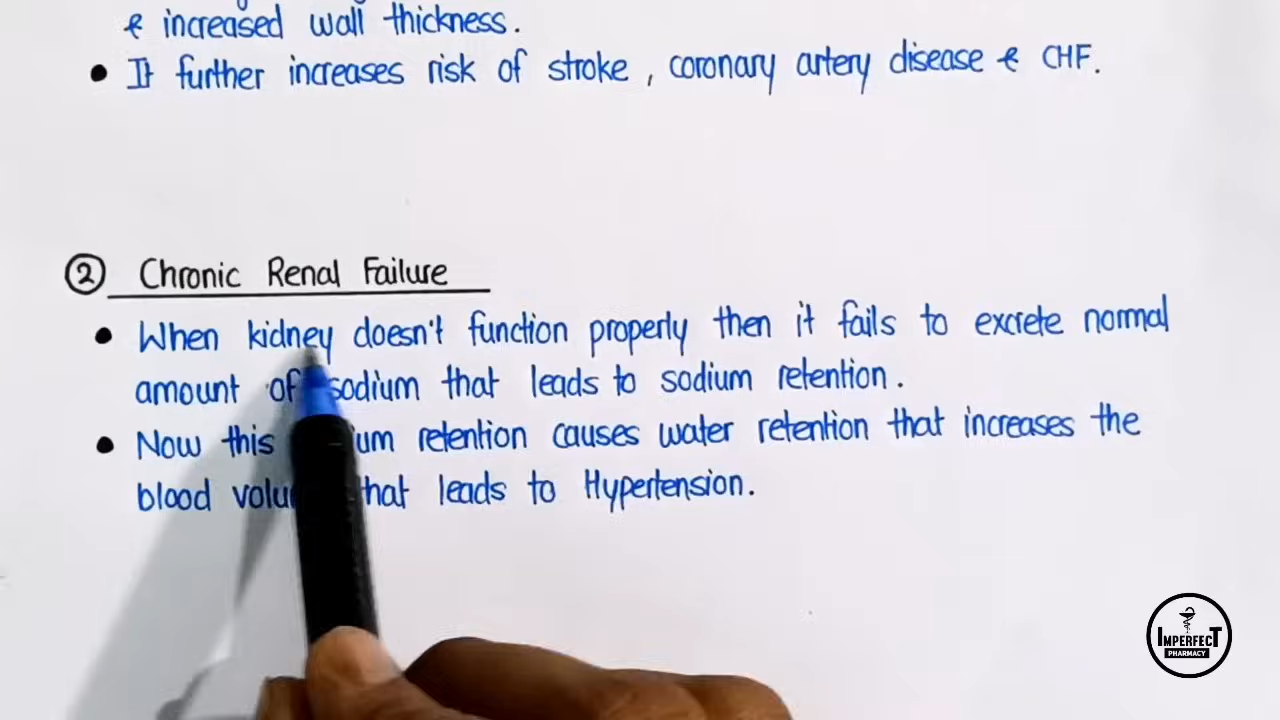 & increased wall thickness.
• It further increases risk of stroke, coronary artery disease & CHF.
② Chronic Renal Failure
• When kidney doesn't function properly then it fails to excrete normal
amount of sodium that leads to sodium retention.
• Now this retention causes water retention that increases the
blood that leads to Hypertension.
IMPERFECT
PHARMACY